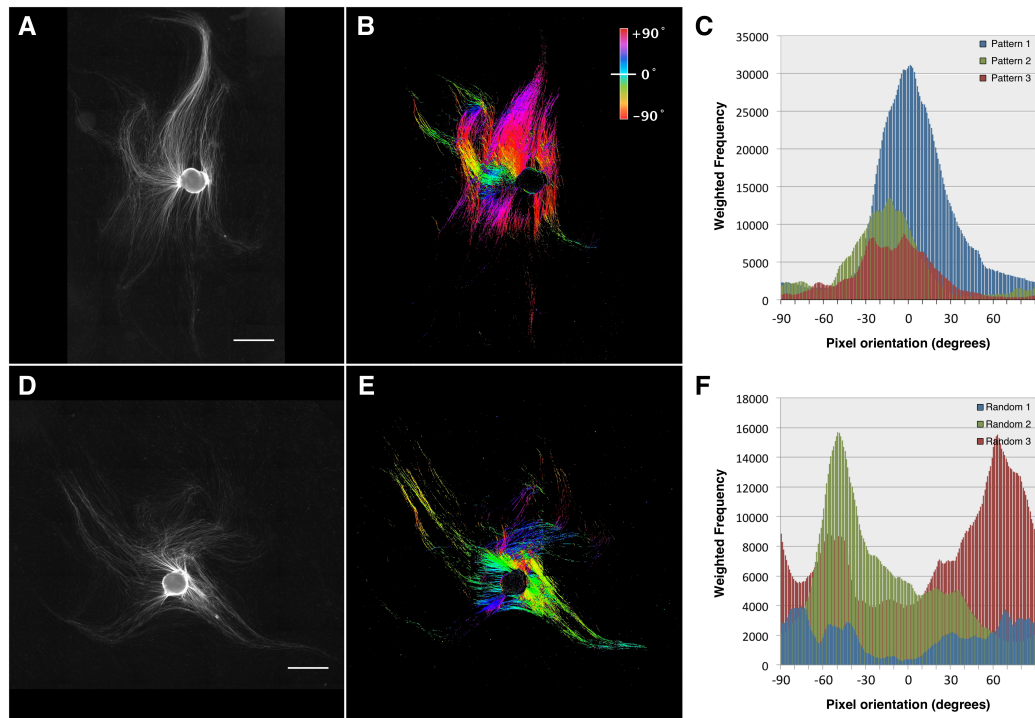 A
B
+90°
0°
−90°
C
35000
30000
25000
20000
15000
10000
5000
0
Weighted Frequency
Pattern 1
Pattern 2
Pattern 3
-90 -60 -30 0 30 60
Pixel orientation (degrees)
D
E
F
18000
16000
14000
12000
10000
8000
6000
4000
2000
0
Weighted Frequency
Random 1
Random 2
Random 3
-90 -60 -30 0 30 60
Pixel orientation (degrees)